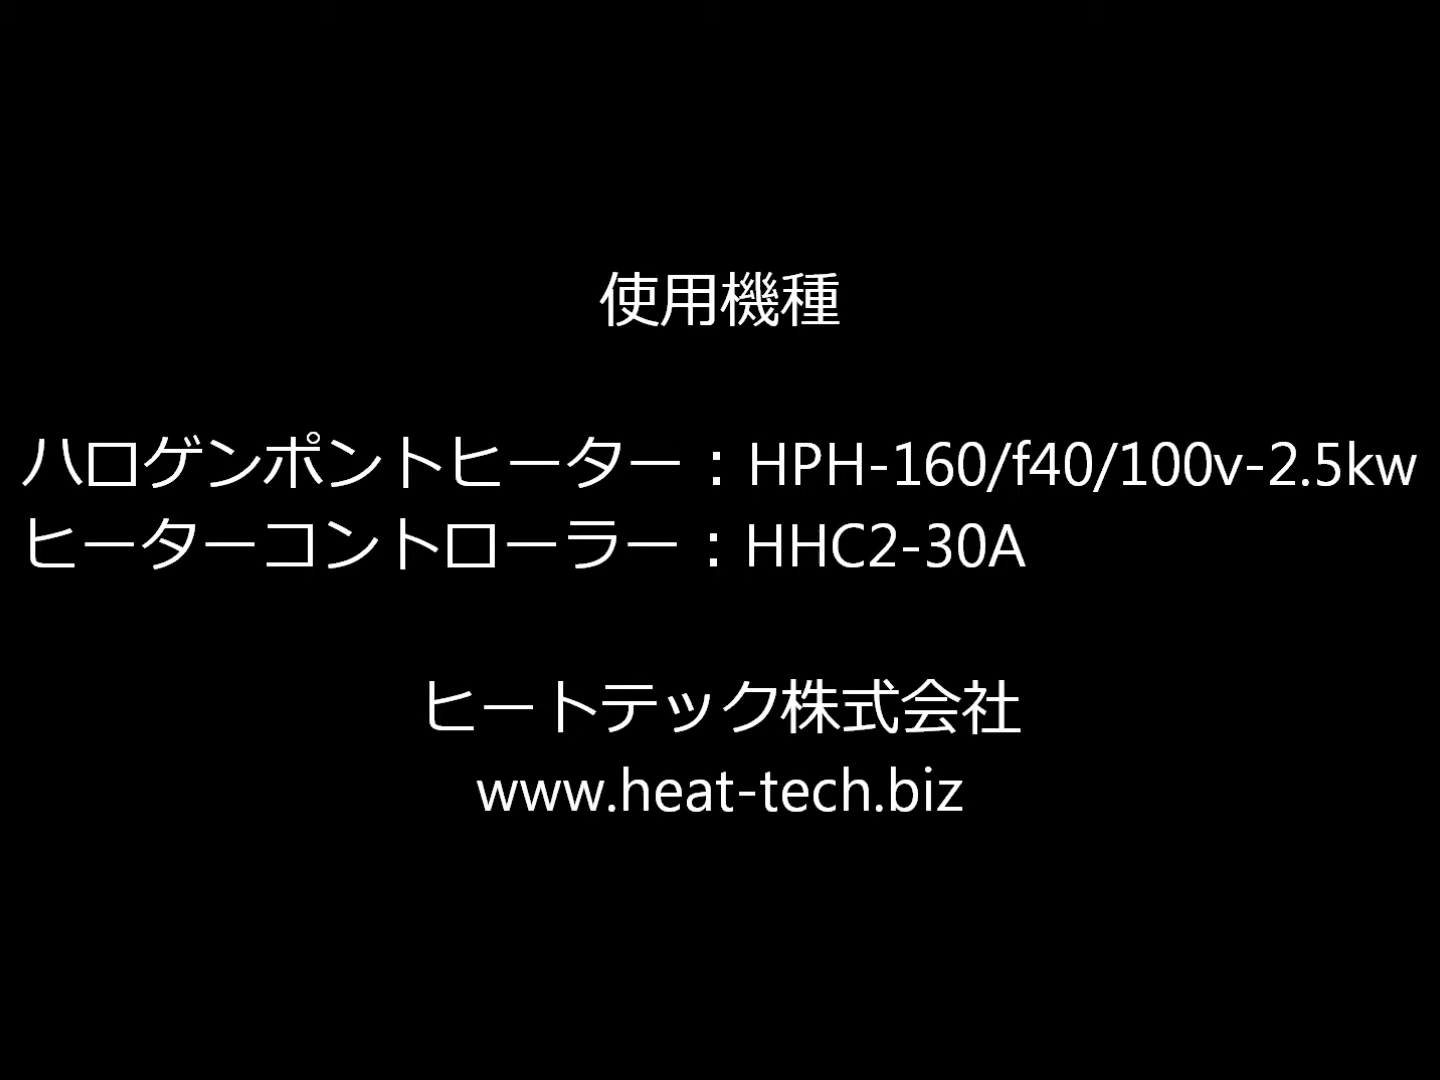 使用機種
ハロゲンポントヒーター：HPH-160/f40/100v-2.5kw
ヒーターコントローラー：HHC2-30A
ヒートテック株式会社
www.heat-tech.biz